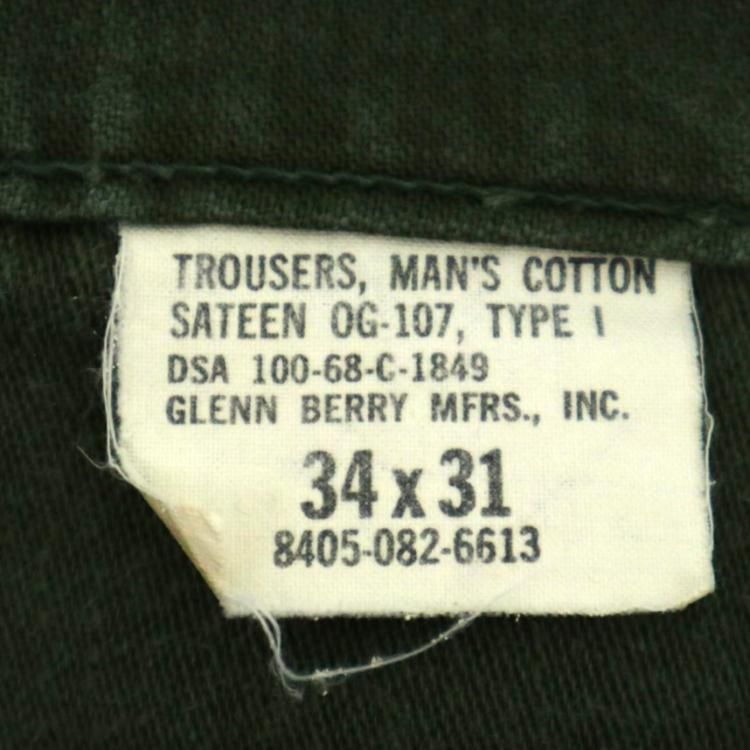 TROUSERS, MAN'S COTTON
SATEEN OG-107, TYPE I
DSA 100-68-C-1849
GLENN BERRY MFRS., INC.
34 x 31
8405-082-6613